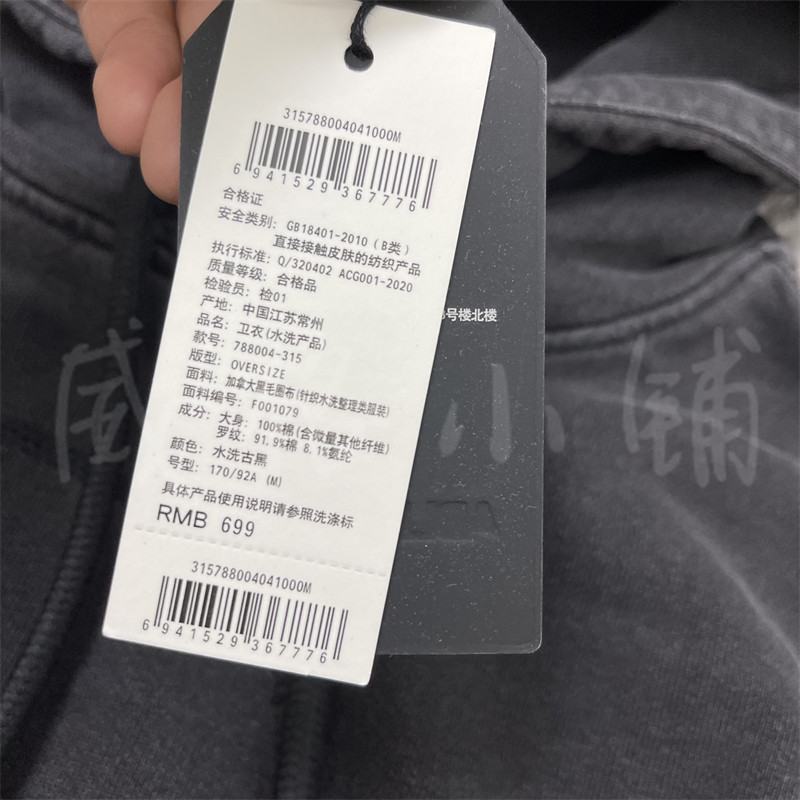 315788004041000M
6 941529 367776
合格证
安全类别: GB18401-2010 (B类)
直接接触皮肤的纺织产品
执行标准: Q/320402 ACG001-2020
质量等级: 合格品
检验员: 检01
产地: 中国江苏常州
品名: 卫衣(水洗产品)
款号: 788004-315
版型: OVERSIZE
面料: 加拿大黑毛圈布(针织水洗整理类服装)
面料编号: F001079
成分: 大身: 100%棉(含微量其他纤维)
罗纹: 91.9%棉 8.1%氨纶
颜色: 水洗古黑
号型: 170/92A (M)
具体产品使用说明请参照洗涤标
RMB 699
315788004041000M
6 941529 367776
号楼北楼
小铺